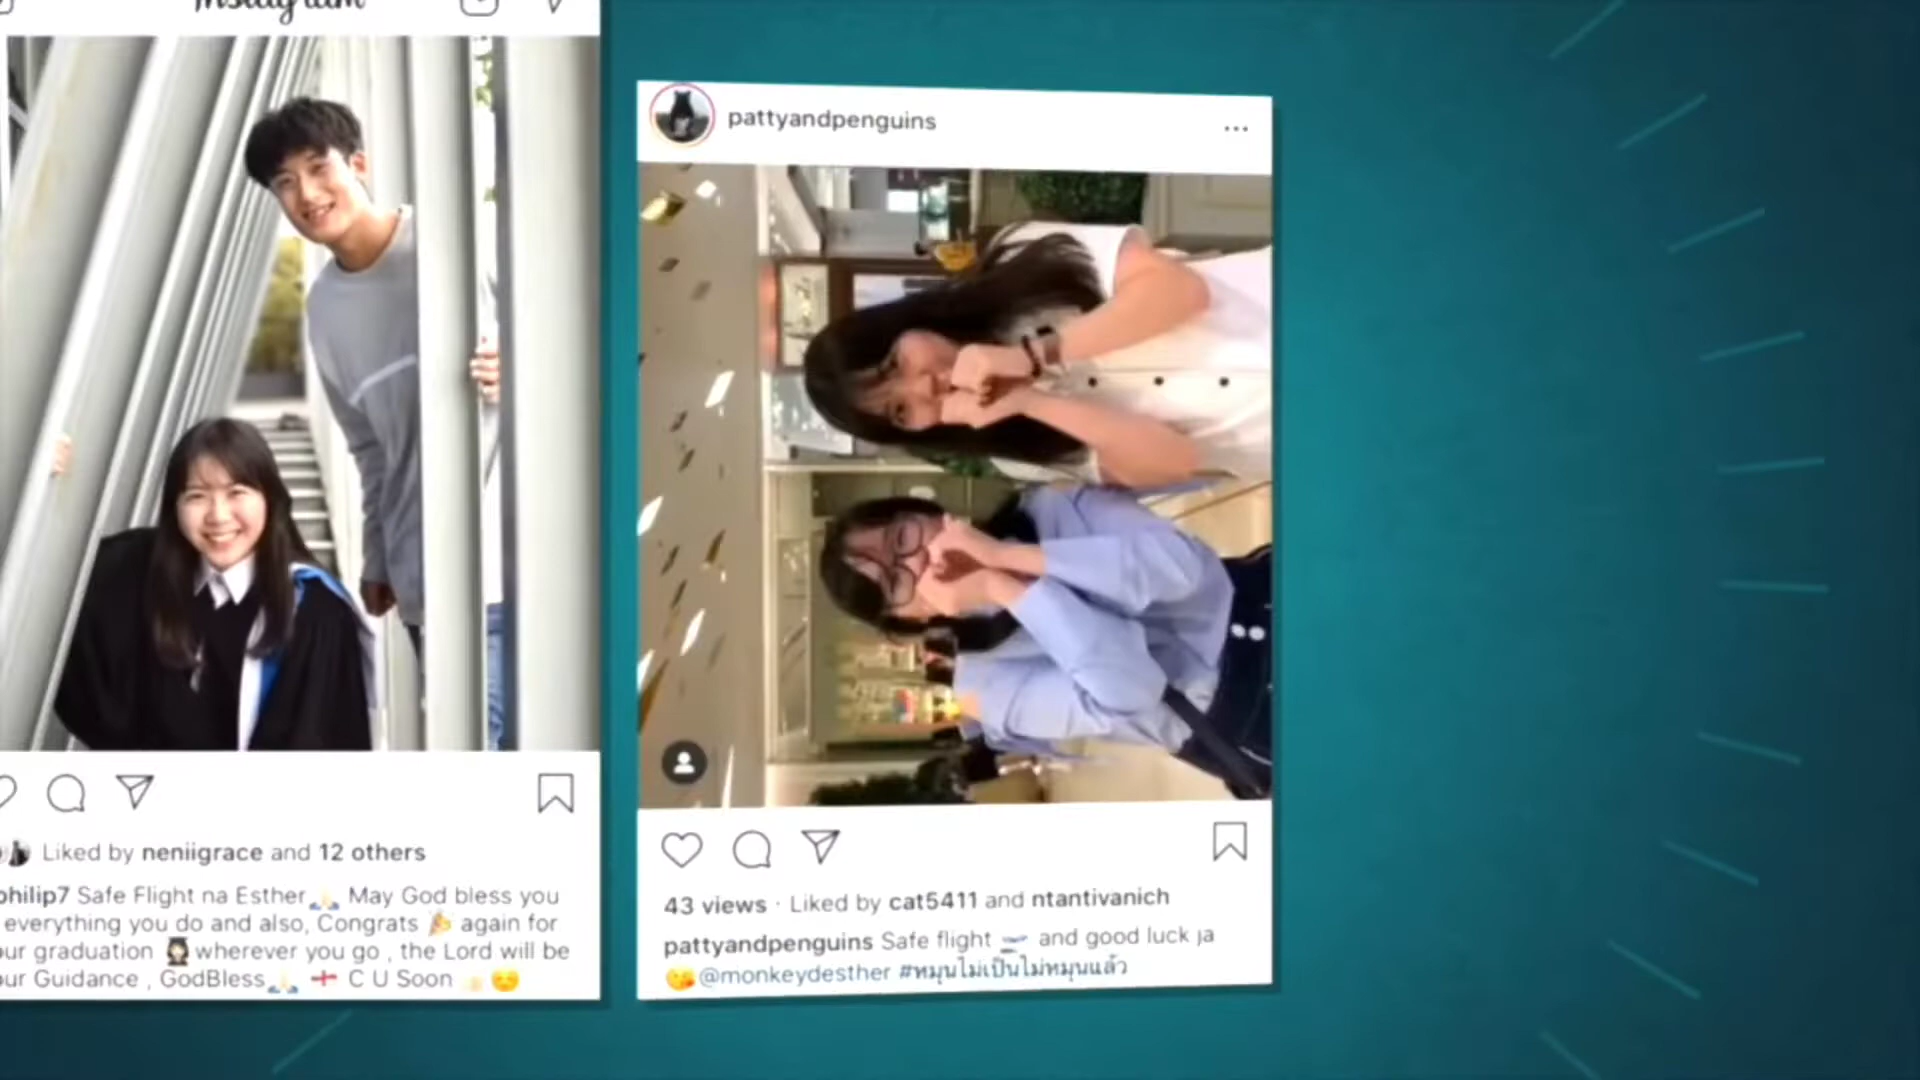 Instagram
Liked by neniigrace and 12 others
philip7 Safe Flight na Esther🙏 May God bless you
everything you do and also, Congrats 🎉 again for
ur graduation 👩🏻‍🎓wherever you go , the Lord will be
ur Guidance , GodBless🙏 🏴󠁧󠁢󠁥󠁮󠁧󠁿 C U Soon ☺️
pattyandpenguins
43 views · Liked by cat5411 and ntantivanich
pattyandpenguins Safe flight 🛫 and good luck ja
😘@monkeydesther #หมุนไม่เป็นไม่หมุนแล้ว